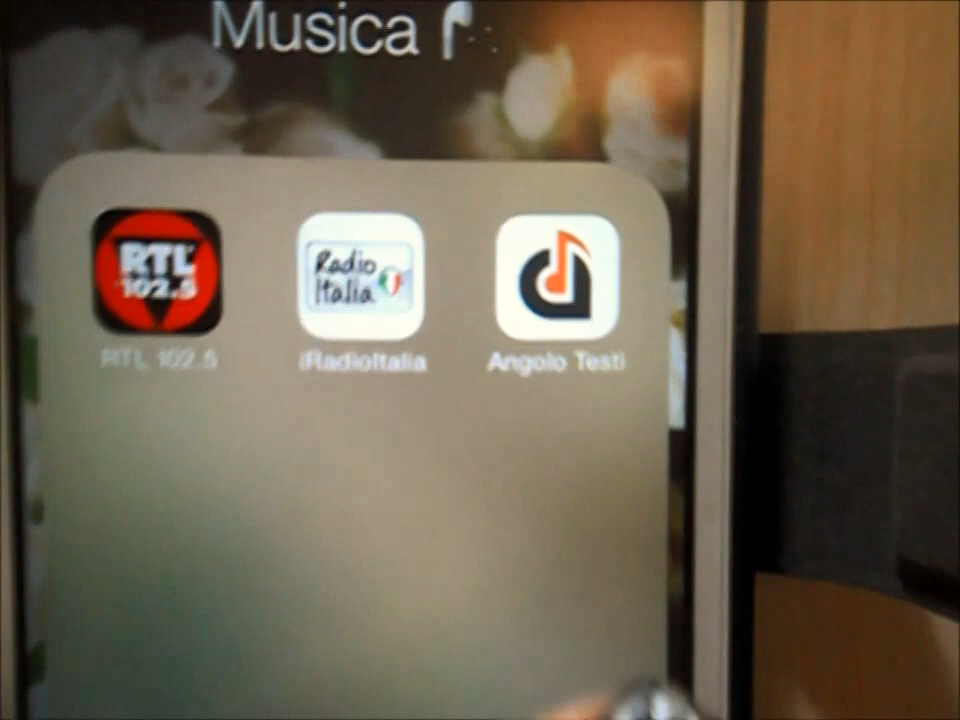 Musica
RTL
102.5
Radio
Italia
RTL 102.5
iRadioItalia
Angolo Testi